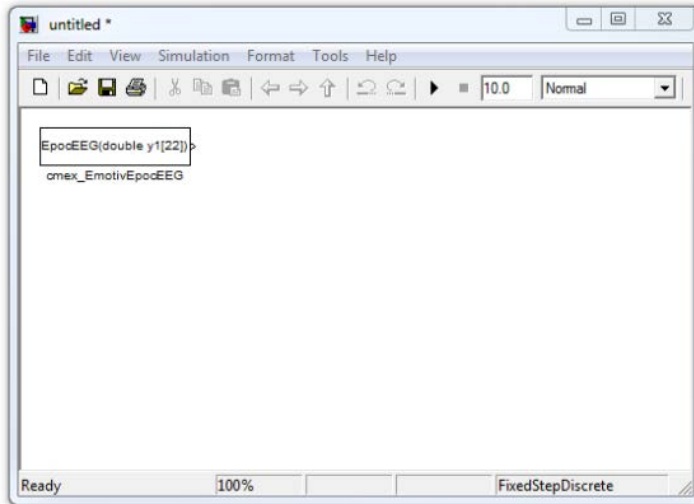 untitled *
File Edit View Simulation Format Tools Help
10.0 Normal
EpocEEG(double y1[22])
cmex_EmotivEpocEEG
Ready 100% FixedStepDiscrete